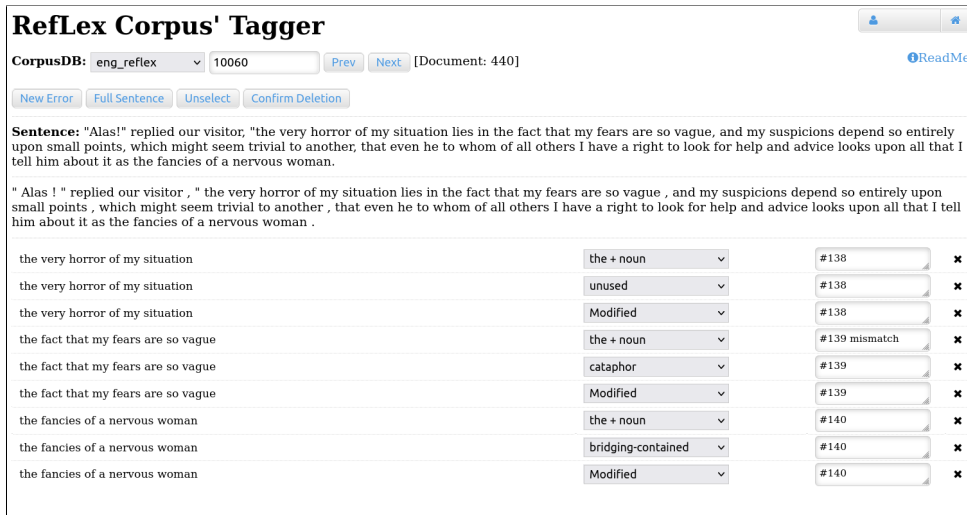 RefLex Corpus' Tagger
CorpusDB: eng_reflex 10060 Prev Next [Document: 440] ReadMe
New Error Full Sentence Unselect Confirm Deletion
Sentence: "Alas!" replied our visitor, "the very horror of my situation lies in the fact that my fears are so vague, and my suspicions depend so entirely
upon small points, which might seem trivial to another, that even he to whom of all others I have a right to look for help and advice looks upon all that I
tell him about it as the fancies of a nervous woman.
" Alas ! " replied our visitor , " the very horror of my situation lies in the fact that my fears are so vague , and my suspicions depend so entirely upon
small points , which might seem trivial to another , that even he to whom of all others I have a right to look for help and advice looks upon all that I tell
him about it as the fancies of a nervous woman .
the very horror of my situation the + noun #138
the very horror of my situation unused #138
the very horror of my situation Modified #138
the fact that my fears are so vague the + noun #139 mismatch
the fact that my fears are so vague cataphor #139
the fact that my fears are so vague Modified #139
the fancies of a nervous woman the + noun #140
the fancies of a nervous woman bridging-contained #140
the fancies of a nervous woman Modified #140